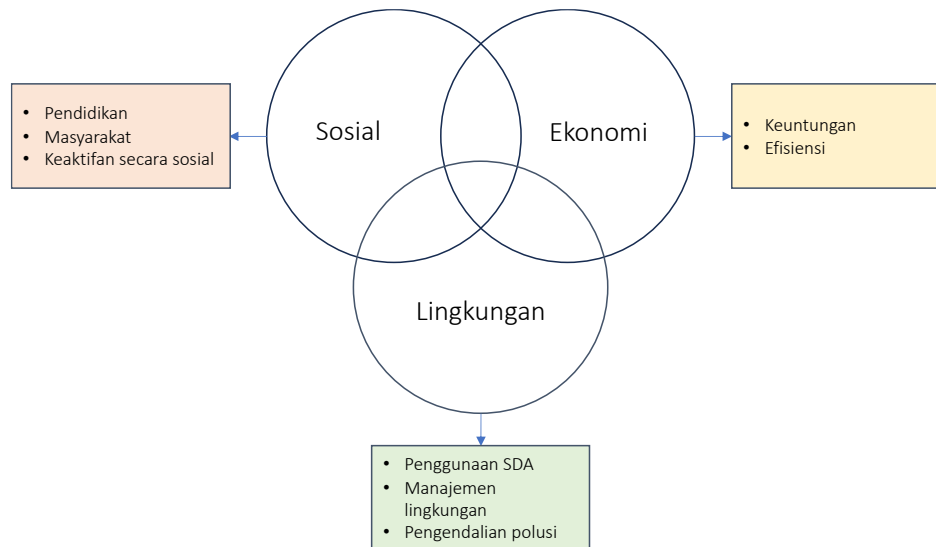 Sosial
Ekonomi
Lingkungan
• Pendidikan
• Masyarakat
• Keaktifan secara sosial
• Keuntungan
• Efisiensi
• Penggunaan SDA
• Manajemen
lingkungan
• Pengendalian polusi